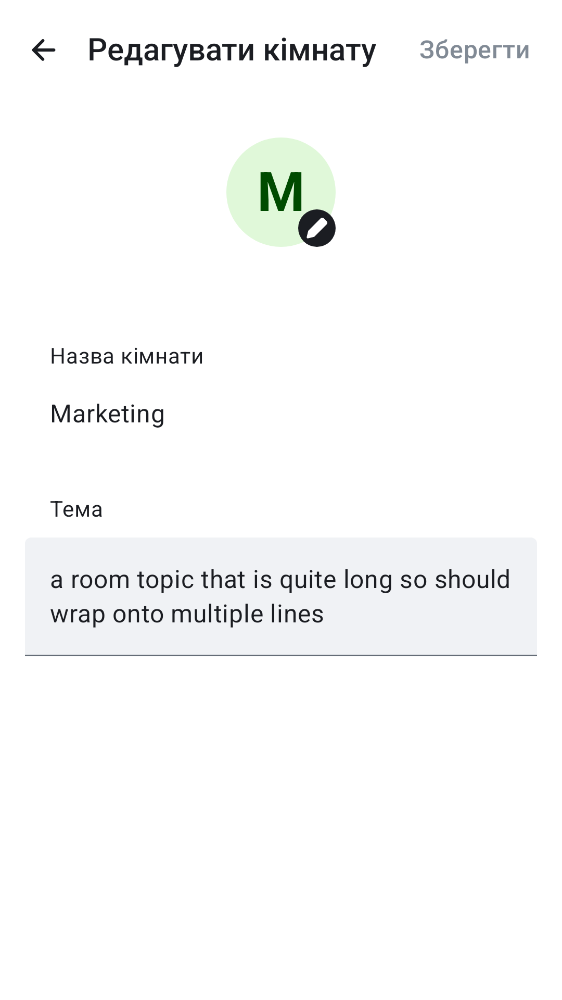 Редагувати кімнату Зберегти
M
Назва кімнати
Marketing
Тема
a room topic that is quite long so should
wrap onto multiple lines